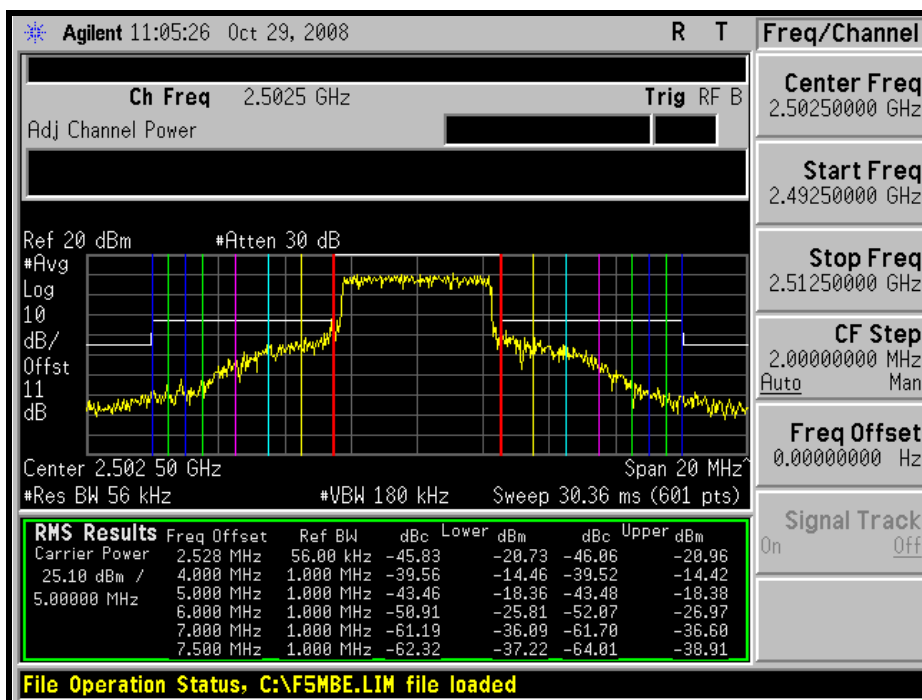 Agilent 11:05:26 Oct 29, 2008 R T
Freq/Channel
Ch Freq 2.5025 GHz Trig RF B
Adj Channel Power
Center Freq
2.50250000 GHz
Start Freq
2.49250000 GHz
Stop Freq
2.51250000 GHz
CF Step
2.00000000 MHz
Auto Man
Freq Offset
0.00000000 Hz
Signal Track
On Off
Ref 20 dBm #Atten 30 dB
#Avg
Log
10
dB/
Offst
11
dB
Center 2.502 50 GHz Span 20 MHz^
#Res BW 56 kHz #VBW 180 kHz Sweep 30.36 ms (601 pts)
RMS Results Freq Offset Ref BW dBc Lower dBm dBc Upper dBm
Carrier Power 2.528 MHz 56.00 kHz -45.83 -20.73 -46.06 -20.96
25.10 dBm / 4.000 MHz 1.000 MHz -39.56 -14.46 -39.52 -14.42
5.00000 MHz 5.000 MHz 1.000 MHz -43.46 -18.36 -43.48 -18.38
6.000 MHz 1.000 MHz -50.91 -25.81 -52.07 -26.97
7.000 MHz 1.000 MHz -61.19 -36.09 -61.70 -36.60
7.500 MHz 1.000 MHz -62.32 -37.22 -64.01 -38.91
File Operation Status, C:\F5MBE.LIM file loaded